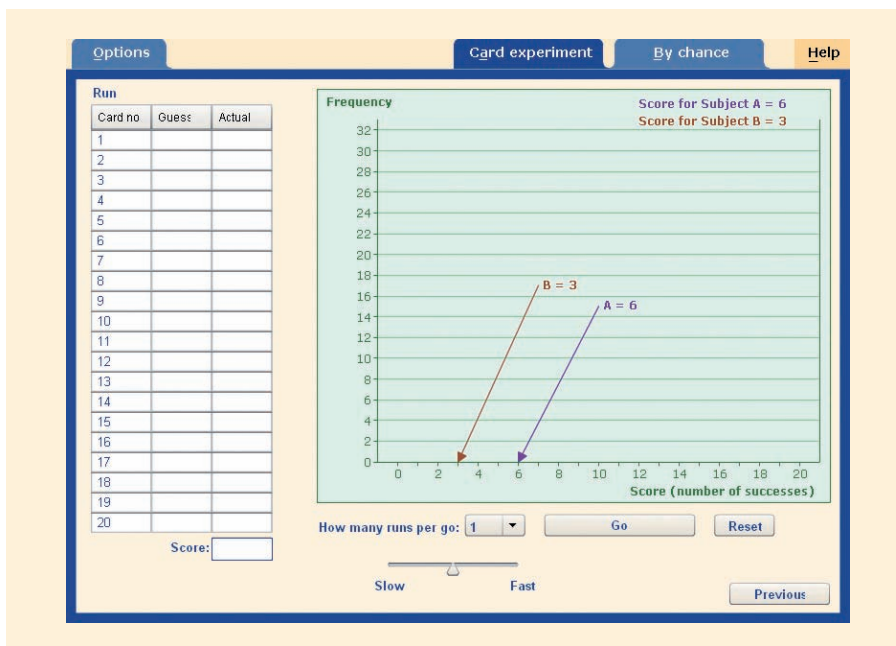 Options
Card experiment
By chance
Help
Run
Card no Guess Actual
1
2
3
4
5
6
7
8
9
10
11
12
13
14
15
16
17
18
19
20
Score:
Frequency
Score for Subject A = 6
Score for Subject B = 3
32
30
28
26
24
22
20
18
16
14
12
10
8
6
4
2
0
B = 3
A = 6
0 2 4 6 8 10 12 14 16 18 20
Score (number of successes)
How many runs per go: 1
Go
Reset
Slow Fast
Previous